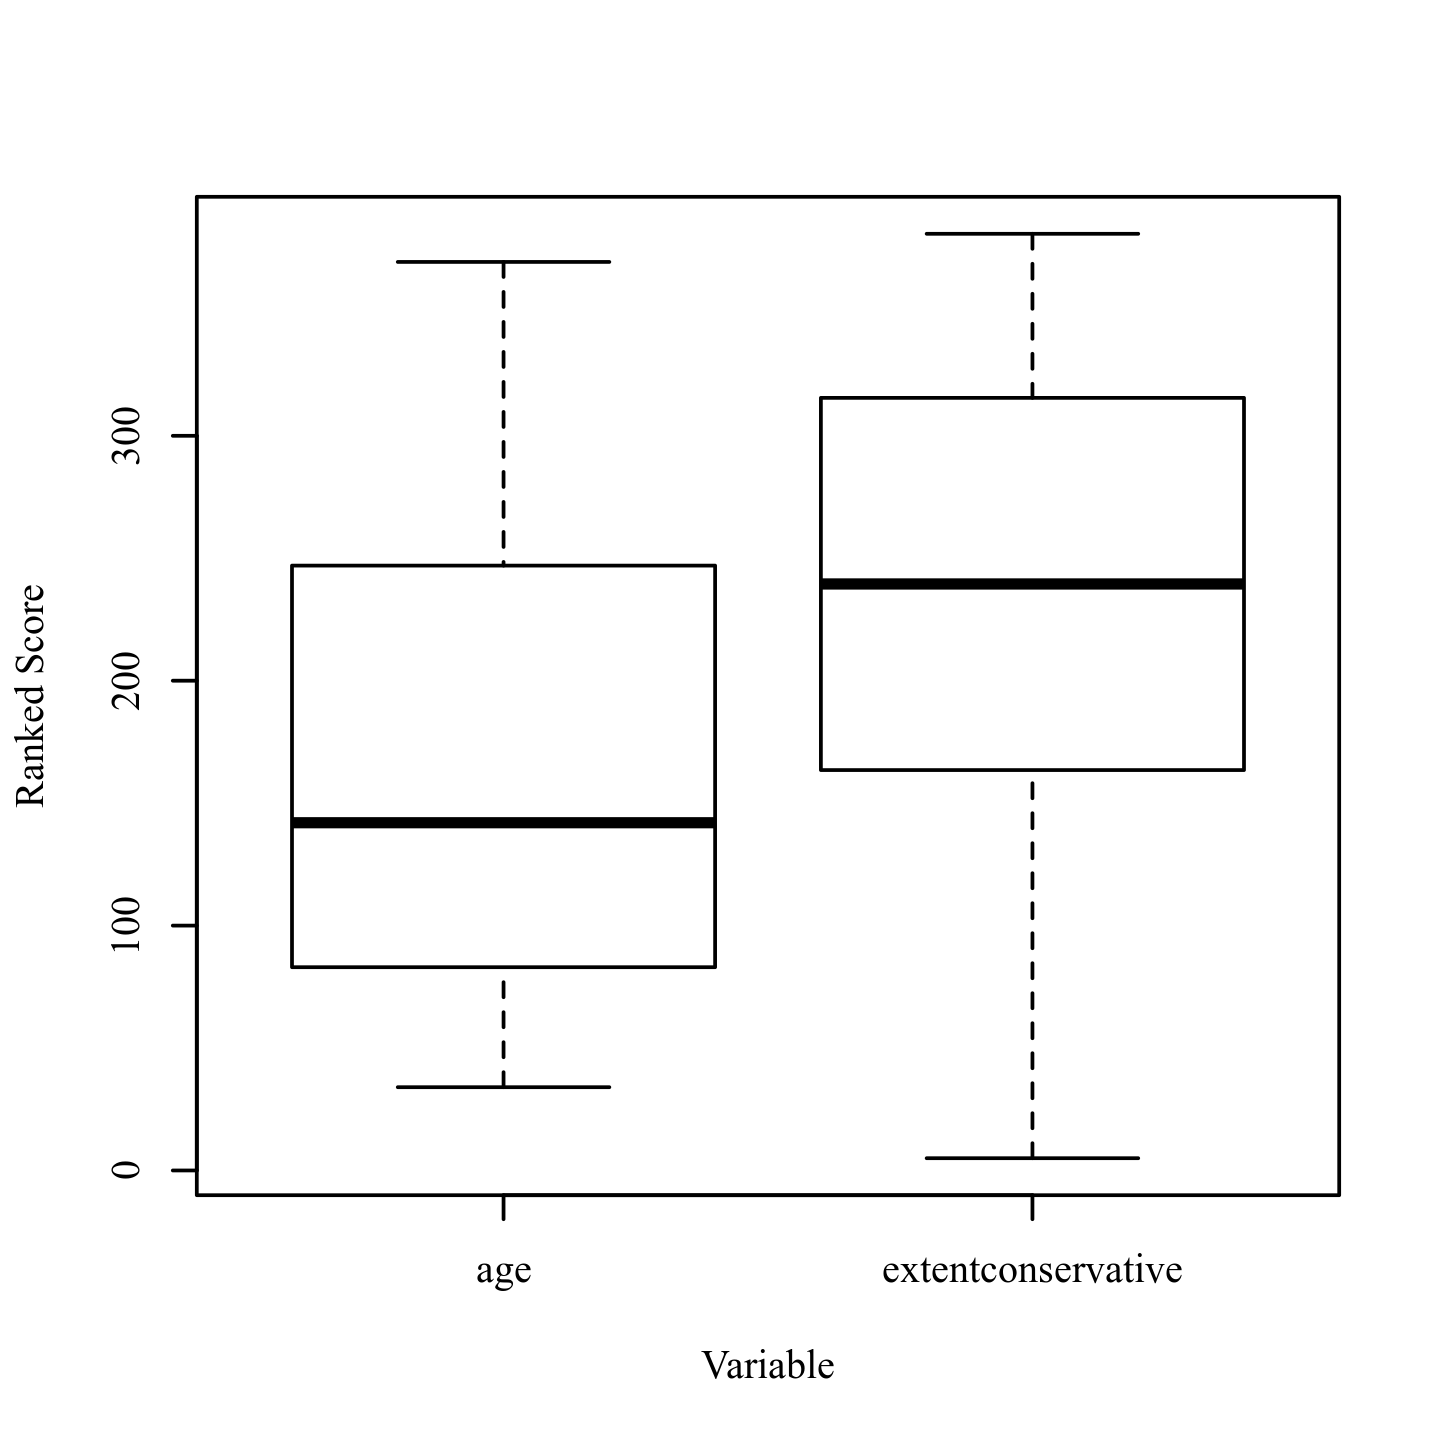 Ranked Score
300
200
100
0
age
extentconservative
Variable